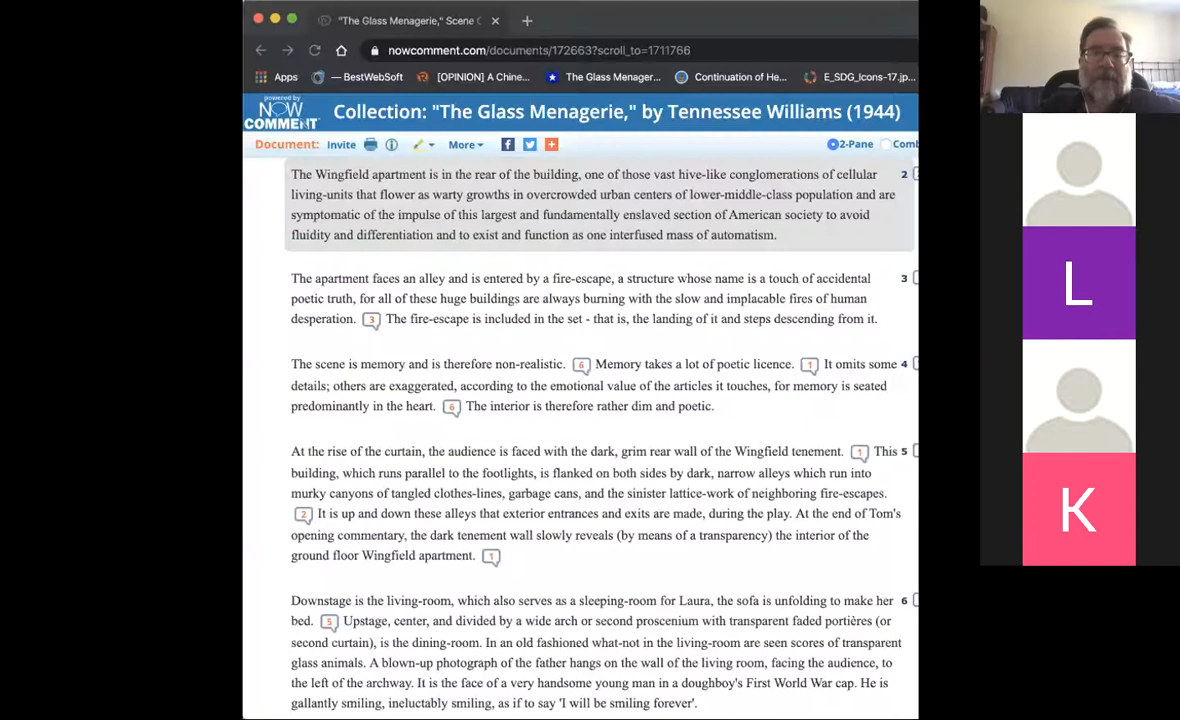 "The Glass Menagerie," Scene
nowcomment.com/documents/172663?scroll_to=1711766
Apps — BestWebSoft [OPINION] A Chine... The Glass Menager... Continuation of He... E_SDG_Icons-17.jp...
powered by
NOW
COMMENT
Collection: "The Glass Menagerie," by Tennessee Williams (1944)
Document: Invite More 2-Pane Comb
The Wingfield apartment is in the rear of the building, one of those vast hive-like conglomerations of cellular 2
living-units that flower as warty growths in overcrowded urban centers of lower-middle-class population and are
symptomatic of the impulse of this largest and fundamentally enslaved section of American society to avoid
fluidity and differentiation and to exist and function as one interfused mass of automatism.
The apartment faces an alley and is entered by a fire-escape, a structure whose name is a touch of accidental 3
poetic truth, for all of these huge buildings are always burning with the slow and implacable fires of human
desperation. 3 The fire-escape is included in the set - that is, the landing of it and steps descending from it.
The scene is memory and is therefore non-realistic. 6 Memory takes a lot of poetic licence. 1 It omits some 4
details; others are exaggerated, according to the emotional value of the articles it touches, for memory is seated
predominantly in the heart. 6 The interior is therefore rather dim and poetic.
At the rise of the curtain, the audience is faced with the dark, grim rear wall of the Wingfield tenement. 1 This 5
building, which runs parallel to the footlights, is flanked on both sides by dark, narrow alleys which run into
murky canyons of tangled clothes-lines, garbage cans, and the sinister lattice-work of neighboring fire-escapes.
2 It is up and down these alleys that exterior entrances and exits are made, during the play. At the end of Tom's
opening commentary, the dark tenement wall slowly reveals (by means of a transparency) the interior of the
ground floor Wingfield apartment. 1
Downstage is the living-room, which also serves as a sleeping-room for Laura, the sofa is unfolding to make her 6
bed. 5 Upstage, center, and divided by a wide arch or second proscenium with transparent faded portières (or
second curtain), is the dining-room. In an old fashioned what-not in the living-room are seen scores of transparent
glass animals. A blown-up photograph of the father hangs on the wall of the living room, facing the audience, to
the left of the archway. It is the face of a very handsome young man in a doughboy's First World War cap. He is
gallantly smiling, ineluctably smiling, as if to say 'I will be smiling forever'.
L
K